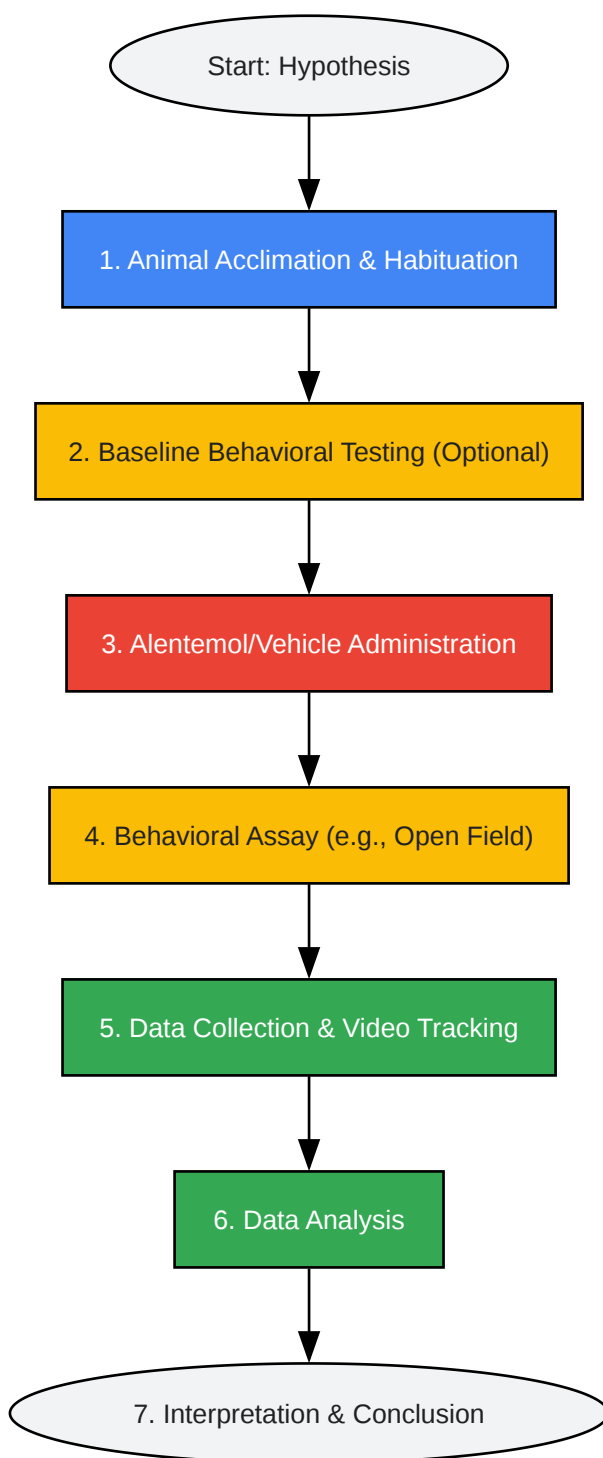 Start: Hypothesis
1. Animal Acclimation & Habituation
2. Baseline Behavioral Testing (Optional)
3. Alentemol/Vehicle Administration
4. Behavioral Assay (e.g., Open Field)
5. Data Collection & Video Tracking
6. Data Analysis
7. Interpretation & Conclusion